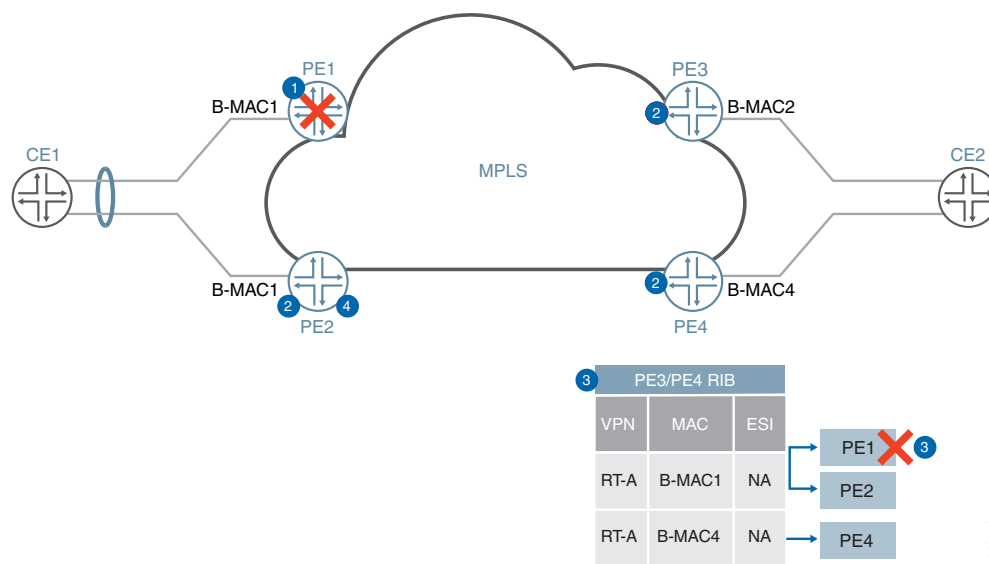 PE1
PE3
1
B-MAC1
2
B-MAC2
CE1
CE2
MPLS
B-MAC1
2
B-MAC4
2
4
PE2
PE4
3
PE3/PE4 RIB
VPN MAC ESI
PE1
3
RT-A B-MAC1 NA
PE2
RT-A B-MAC4 NA
PE4